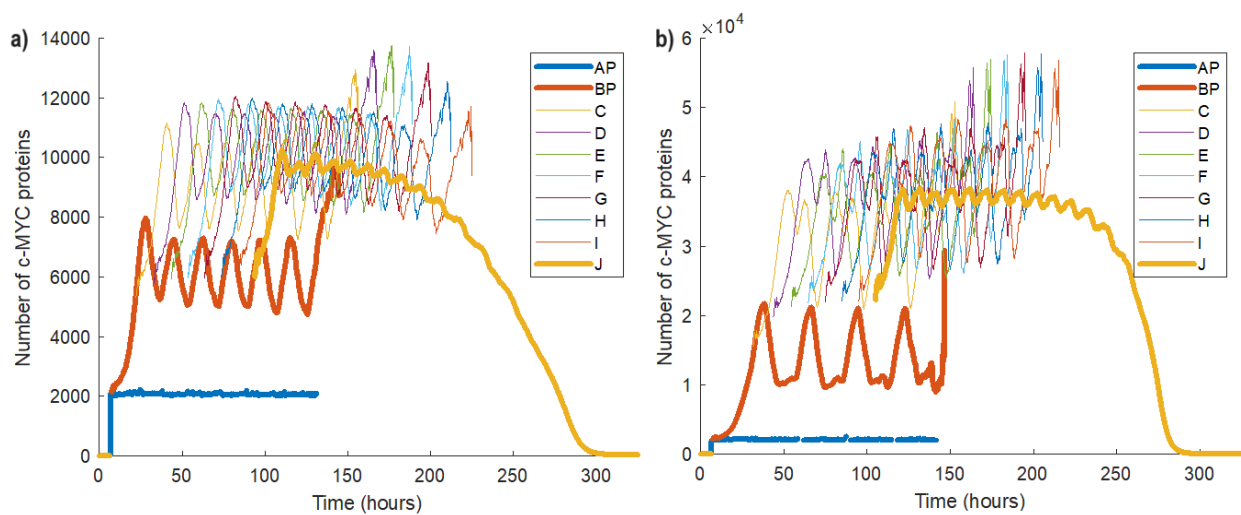 a)
Number of c-MYC proteins
14000
12000
10000
8000
6000
4000
2000
0
0 50 100 150 200 250 300
Time (hours)
AP
BP
C
D
E
F
G
H
I
J
b)
×10⁴
Number of c-MYC proteins
6
5
4
3
2
1
0
0 50 100 150 200 250 300
Time (hours)
AP
BP
C
D
E
F
G
H
I
J